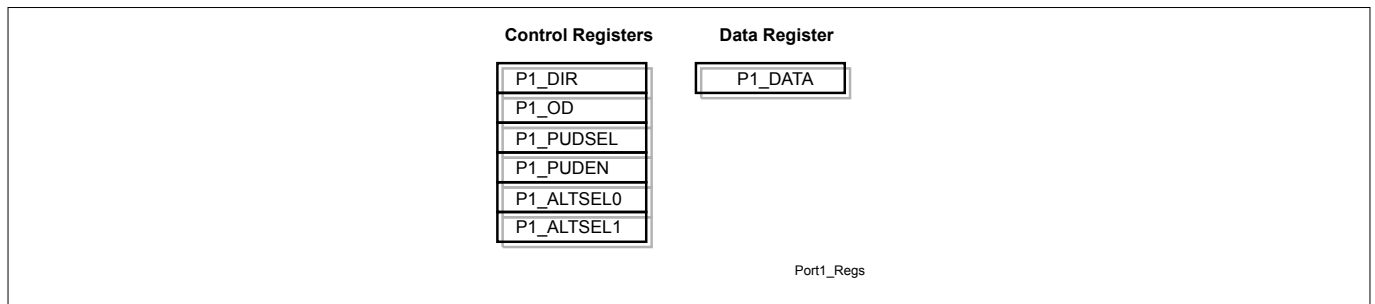 Control Registers
Data Register
P1_DIR
P1_DATA
P1_OD
P1_PUDSEL
P1_PUDEN
P1_ALTSEL0
P1_ALTSEL1
Port1_Regs